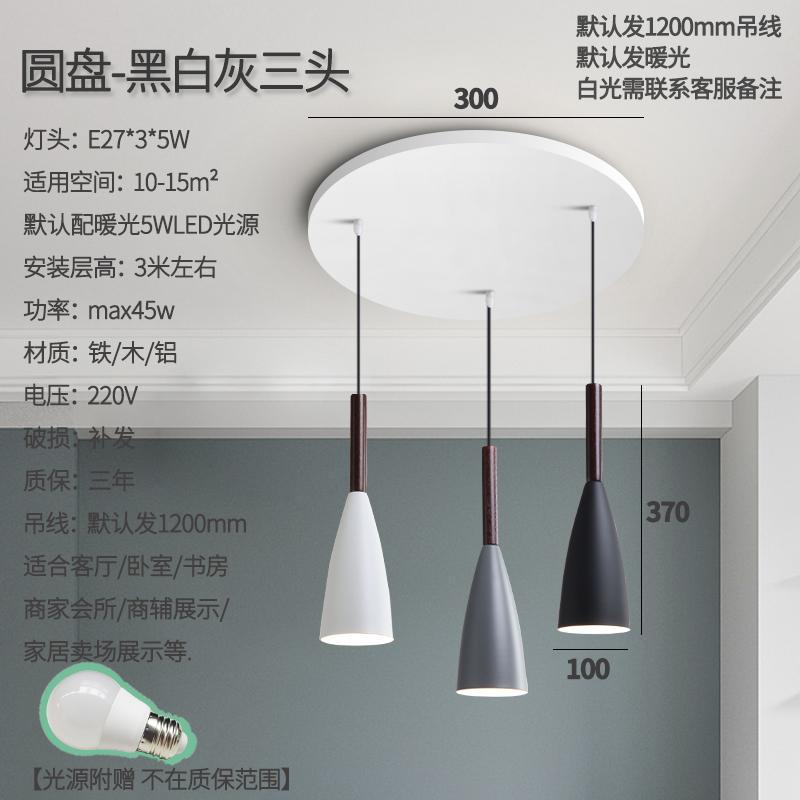 默认发1200mm吊线
默认发暖光
白光需联系客服备注
圆盘-黑白灰三头
300
灯头：E27*3*5W
适用空间：10-15m²
默认配暖光5WLED光源
安装层高：3米左右
功率：max45w
材质：铁/木/铝
电压：220V
破损：补发
质保：三年
吊线：默认发1200mm
适合客厅/卧室/书房
商家会所/商辅展示/
家居卖场展示等.
370
100
【光源附赠 不在质保范围】